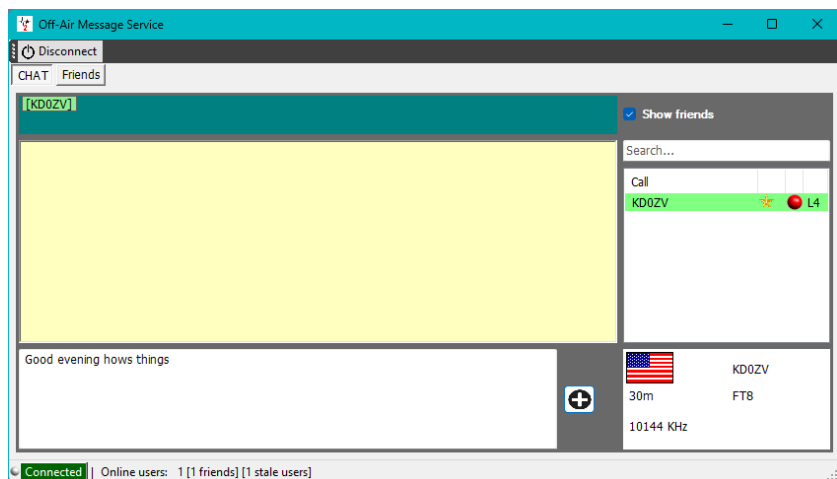 Off-Air Message Service
Disconnect
CHAT Friends
[KD0ZV]
Show friends
Search...
Call
KD0ZV L4
Good evening hows things
KD0ZV
30m FT8
10144 KHz
Connected | Online users: 1 [1 friends] [1 stale users]